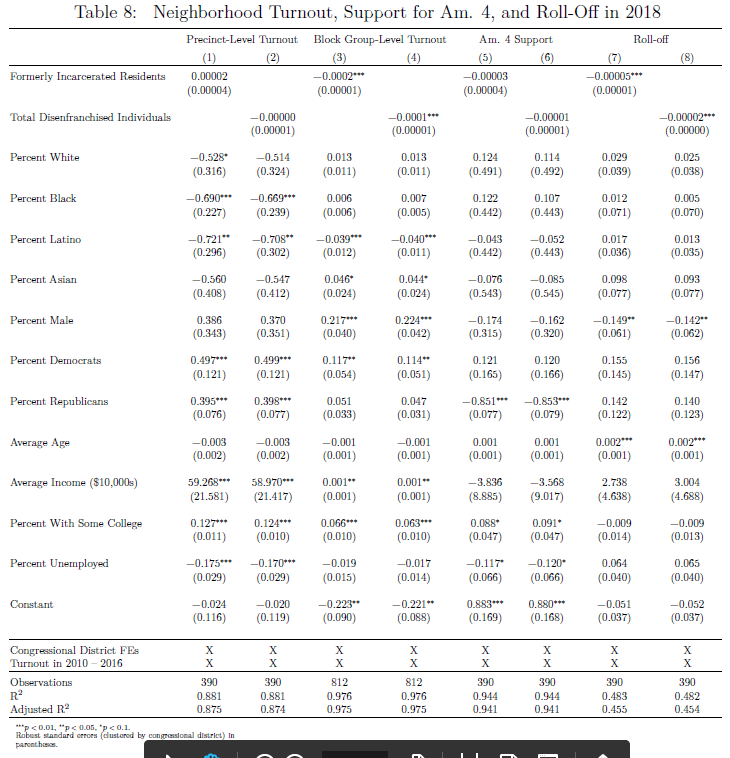 Table 8: Neighborhood Turnout, Support for Am. 4, and Roll-Off in 2018
Precinct-Level Turnout Block Group-Level Turnout Am. 4 Support Roll-off
(1) (2) (3) (4) (5) (6) (7) (8)
Formerly Incarcerated Residents 0.00002 −0.0002*** −0.00003 −0.00005***
(0.00004) (0.00001) (0.00004) (0.00001)
Total Disenfranchised Individuals −0.00000 −0.0001*** −0.00001 −0.00002***
(0.00001) (0.00001) (0.00001) (0.00000)
Percent White −0.528* −0.514 0.013 0.013 0.124 0.114 0.029 0.025
(0.316) (0.324) (0.011) (0.011) (0.491) (0.492) (0.039) (0.038)
Percent Black −0.690*** −0.669*** 0.006 0.007 0.122 0.107 0.012 0.005
(0.227) (0.239) (0.006) (0.005) (0.442) (0.443) (0.071) (0.070)
Percent Latino −0.721** −0.708** −0.039*** −0.040*** −0.043 −0.052 0.017 0.013
(0.296) (0.302) (0.012) (0.011) (0.442) (0.443) (0.036) (0.035)
Percent Asian −0.560 −0.547 0.046* 0.044* −0.076 −0.085 0.098 0.093
(0.408) (0.412) (0.024) (0.024) (0.543) (0.545) (0.077) (0.077)
Percent Male 0.386 0.370 0.217*** 0.224*** −0.174 −0.162 −0.149** −0.142**
(0.343) (0.351) (0.040) (0.042) (0.315) (0.320) (0.061) (0.062)
Percent Democrats 0.497*** 0.499*** 0.117** 0.114** 0.121 0.120 0.155 0.156
(0.121) (0.121) (0.054) (0.051) (0.165) (0.166) (0.145) (0.147)
Percent Republicans 0.395*** 0.398*** 0.051 0.047 −0.851*** −0.853*** 0.142 0.140
(0.076) (0.077) (0.033) (0.031) (0.077) (0.079) (0.122) (0.123)
Average Age −0.003 −0.003 −0.001 −0.001 0.001 0.001 0.002*** 0.002***
(0.002) (0.002) (0.001) (0.001) (0.001) (0.001) (0.001) (0.001)
Average Income ($10,000s) 59.268*** 58.970*** 0.001** 0.001** −3.836 −3.568 2.738 3.004
(21.581) (21.417) (0.001) (0.001) (8.885) (9.017) (4.638) (4.688)
Percent With Some College 0.127*** 0.124*** 0.066*** 0.063*** 0.088* 0.091* −0.009 −0.009
(0.011) (0.010) (0.010) (0.010) (0.047) (0.047) (0.014) (0.013)
Percent Unemployed −0.175*** −0.170*** −0.019 −0.017 −0.117* −0.120* 0.064 0.065
(0.029) (0.029) (0.015) (0.014) (0.066) (0.066) (0.040) (0.040)
Constant −0.024 −0.020 −0.223** −0.221** 0.883*** 0.880*** −0.051 −0.052
(0.116) (0.119) (0.090) (0.088) (0.169) (0.168) (0.037) (0.037)
Congressional District FEs X X X X X X X X
Turnout in 2010 – 2016 X X X X X X X X
Observations 390 390 812 812 390 390 390 390
R² 0.881 0.881 0.976 0.976 0.944 0.944 0.483 0.482
Adjusted R² 0.875 0.874 0.975 0.975 0.941 0.941 0.455 0.454
***p < 0.01, **p < 0.05, *p < 0.1.
Robust standard errors (clustered by congressional district) in
parentheses.